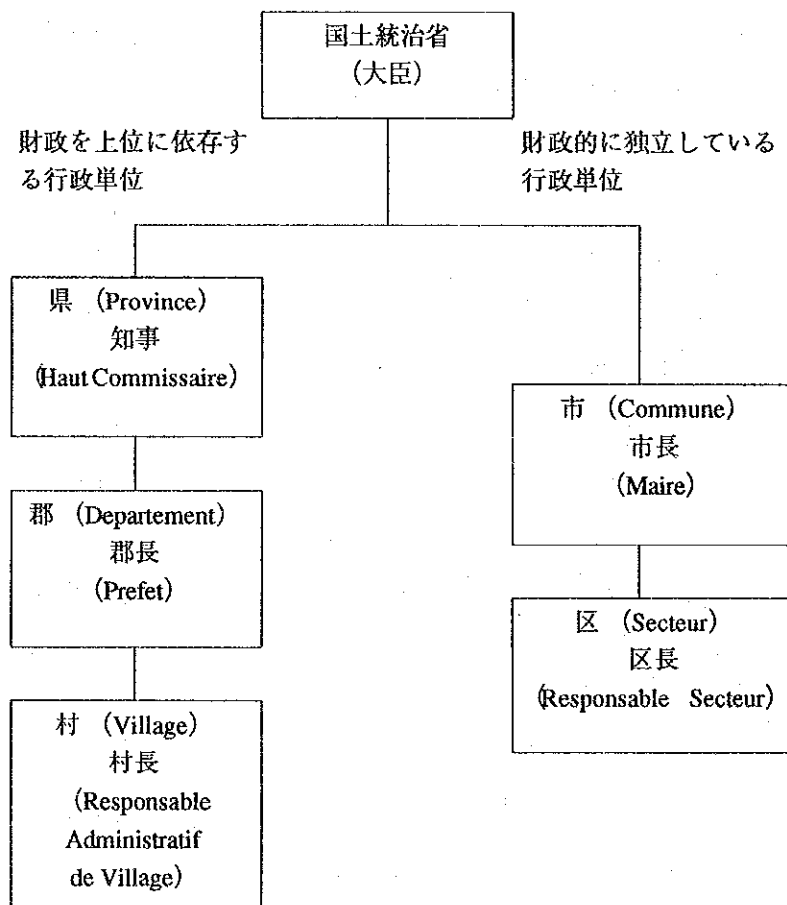 国土統治省
（大臣）
財政を上位に依存す
る行政単位
財政的に独立している
行政単位
県 （Province）
知事
(Haut Commissaire）
市 （Commune）
市長
（Maire）
郡 （Departement）
郡長
（Prefet）
区 （Secteur）
区長
(Responsable Secteur）
村 （Village）
村長
（Responsable
Administratif
de Village）